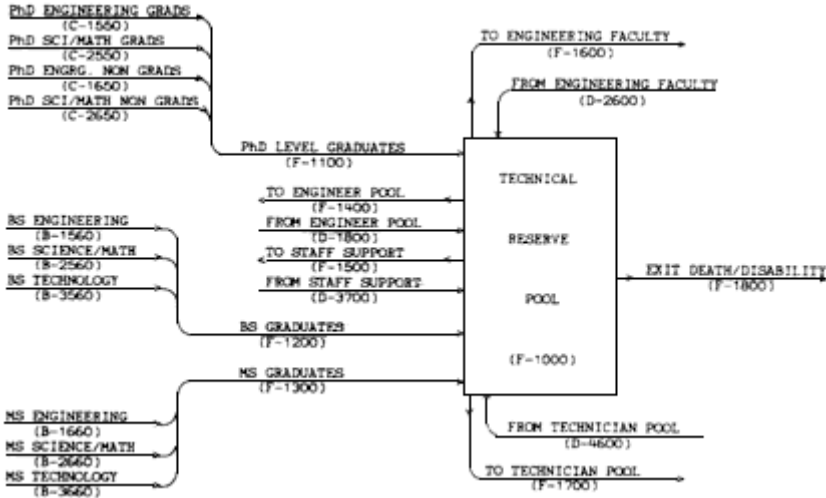 PhD ENGINEERING GRADS
(C-1550)
PhD SCI/MATH GRADS
(C-2550)
PhD ENGRG. NON GRADS
(C-1650)
PhD SCI/MATH NON GRADS
(C-2650)
PhD LEVEL GRADUATES
(F-1100)
TO ENGINEERING FACULTY
(F-1600)
FROM ENGINEERING FACULTY
(D-2600)
TO ENGINEER POOL
(F-1400)
FROM ENGINEER POOL
(D-1800)
TO STAFF SUPPORT
(F-1500)
FROM STAFF SUPPORT
(D-3700)
BS ENGINEERING
(B-1560)
BS SCIENCE/MATH
(B-2560)
BS TECHNOLOGY
(B-3560)
BS GRADUATES
(F-1200)
MS GRADUATES
(F-1300)
MS ENGINEERING
(B-1660)
MS SCIENCE/MATH
(B-2660)
MS TECHNOLOGY
(B-3660)
TECHNICAL
RESERVE
POOL
(F-1000)
EXIT DEATH/DISABILITY
(F-1800)
FROM TECHNICIAN POOL
(D-4600)
TO TECHNICIAN POOL
(F-1700)